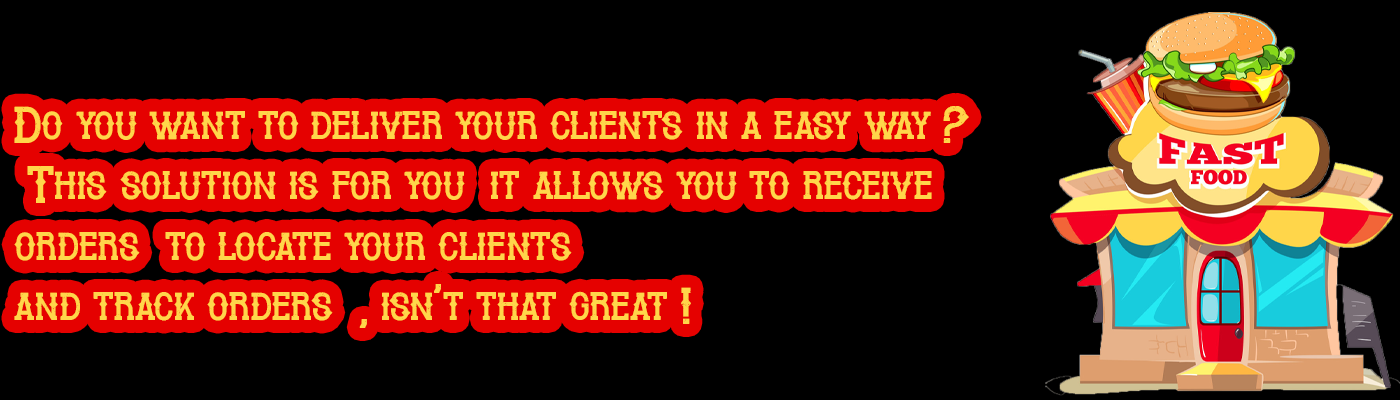 Do you want to deliver your clients in a easy way ?
This solution is for you it allows you to receive
orders to locate your clients
and track orders , isn't that great !
FAST
FOOD